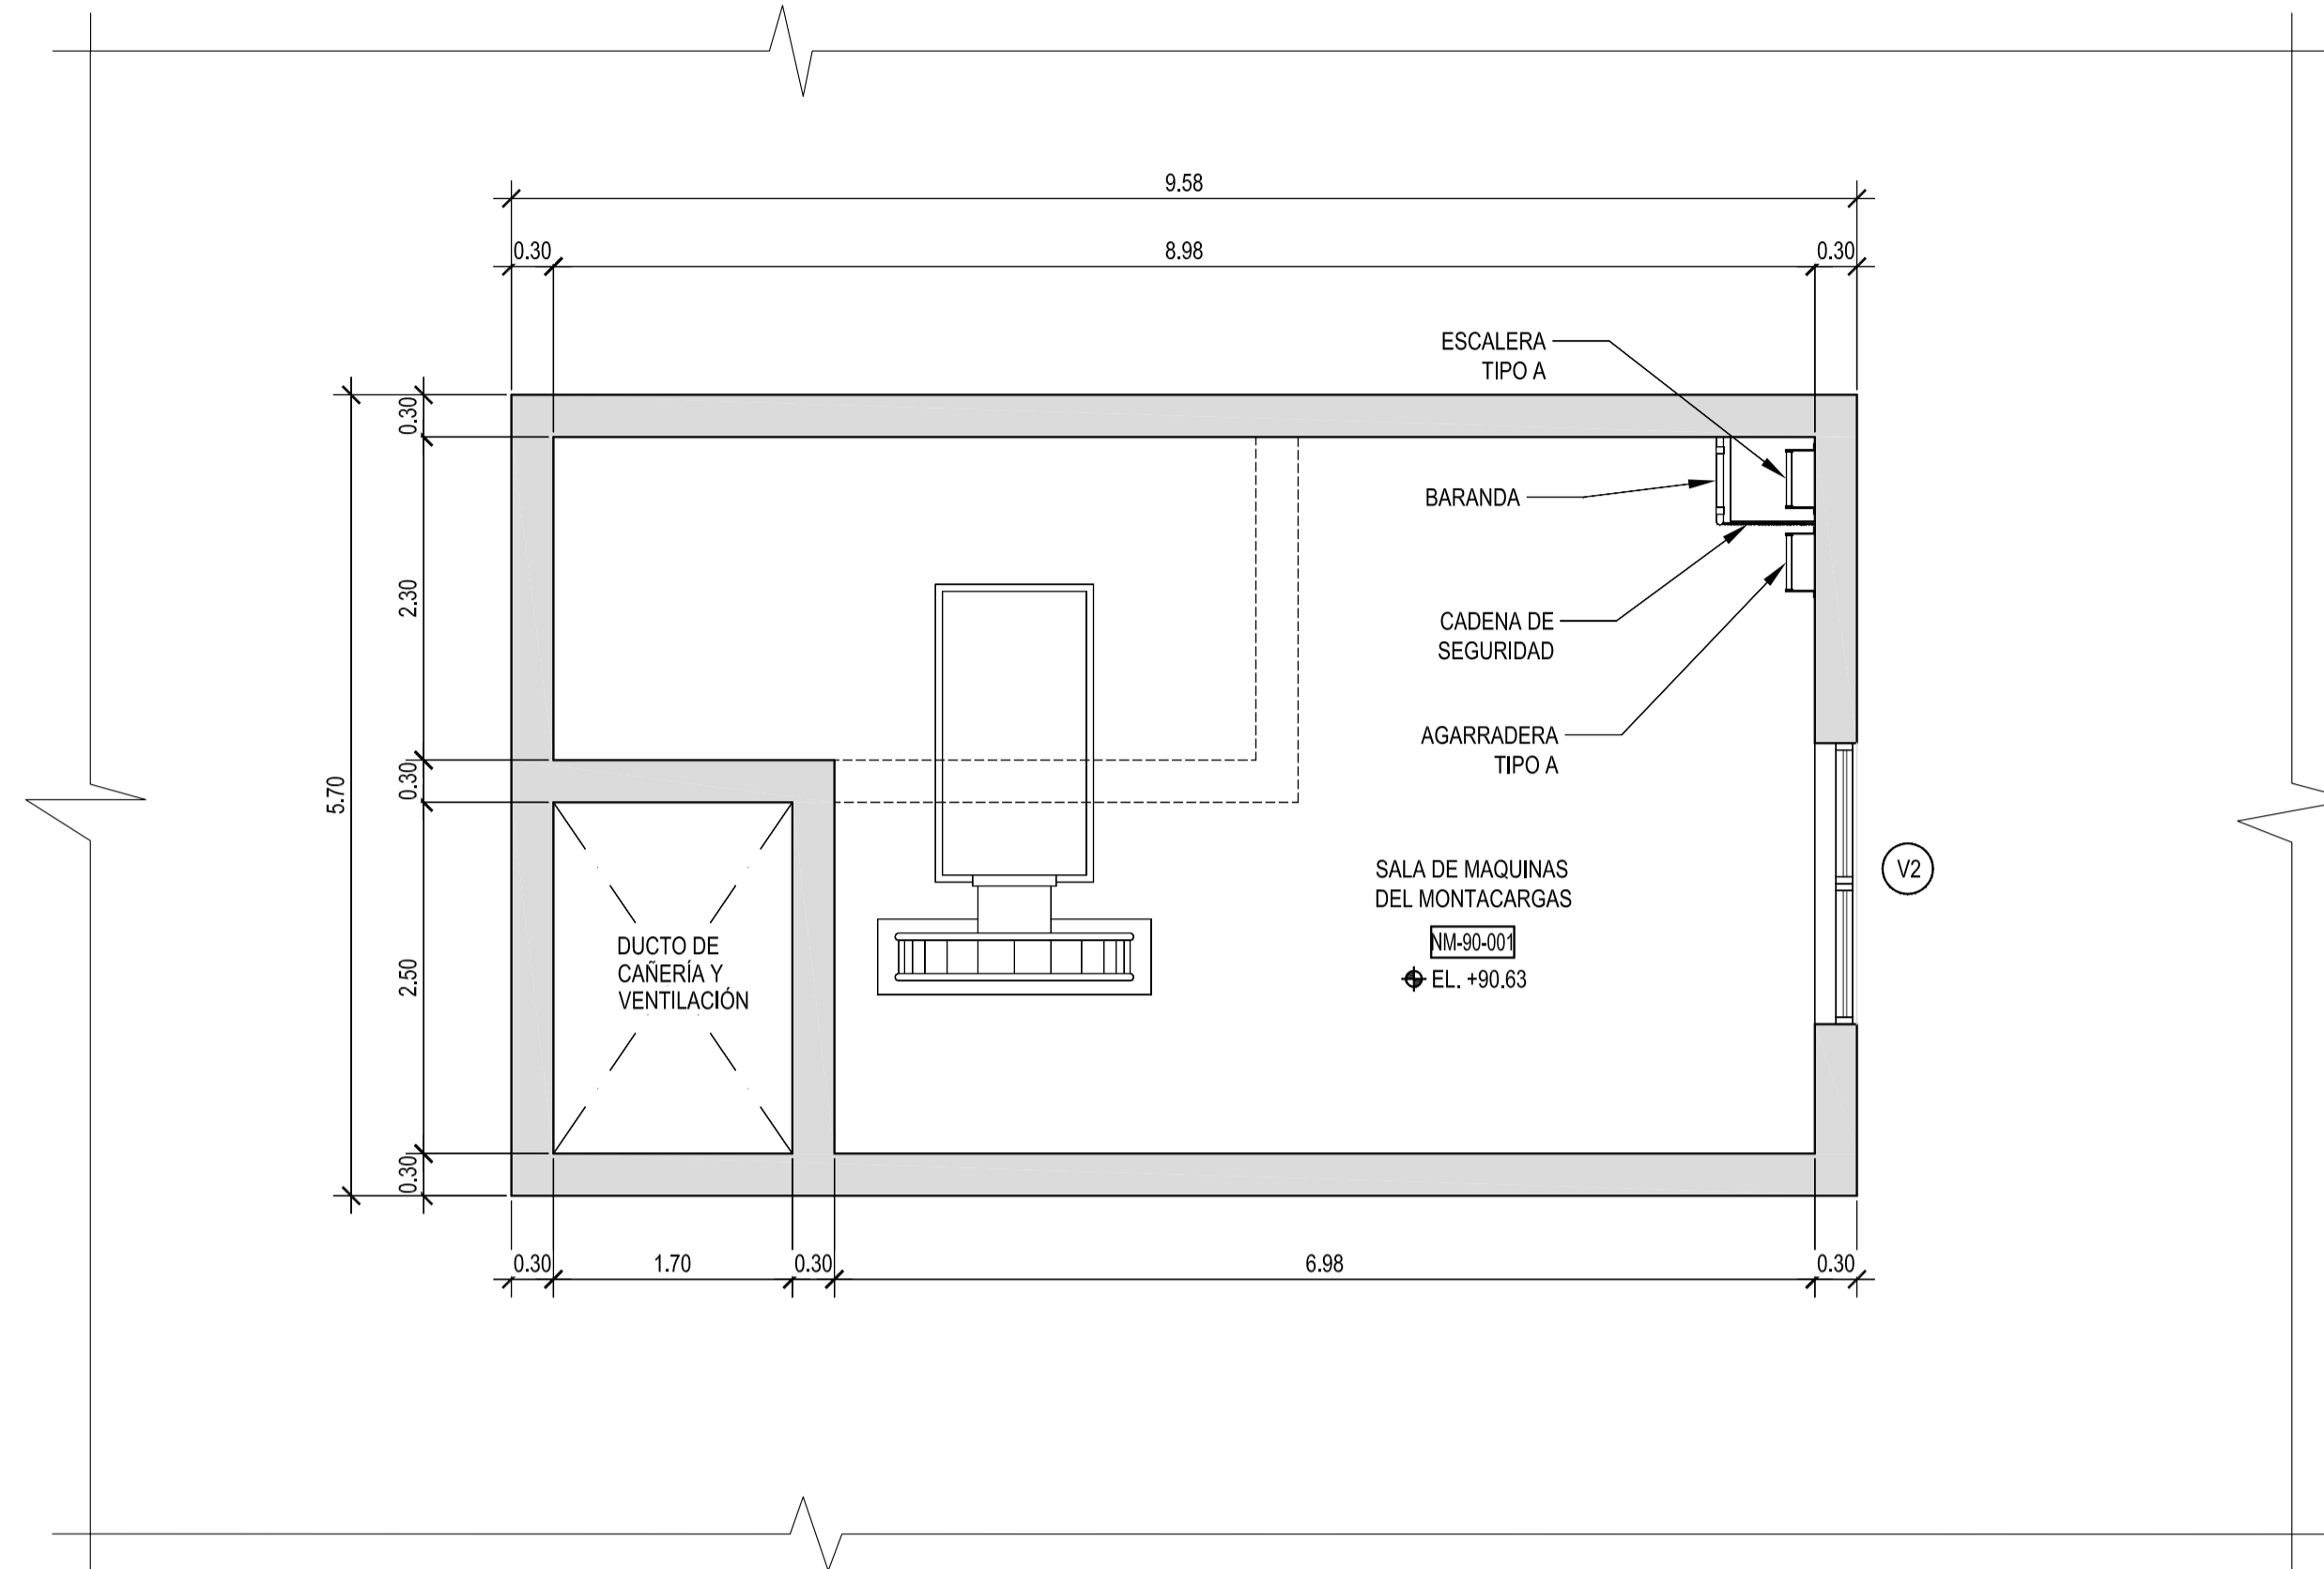 9.58
0.30
8.98
0.30
ESCALERA
TIPO A
0.30
BARANDA
2.30
CADENA DE
SEGURIDAD
AGARRADERA
TIPO A
0.30
5.70
SALA DE MAQUINAS
DEL MONTACARGAS
V2
NM-90-001
EL. +90.63
DUCTO DE
CAÑERÍA Y
VENTILACIÓN
2.50
0.30
0.30
1.70
0.30
6.98
0.30